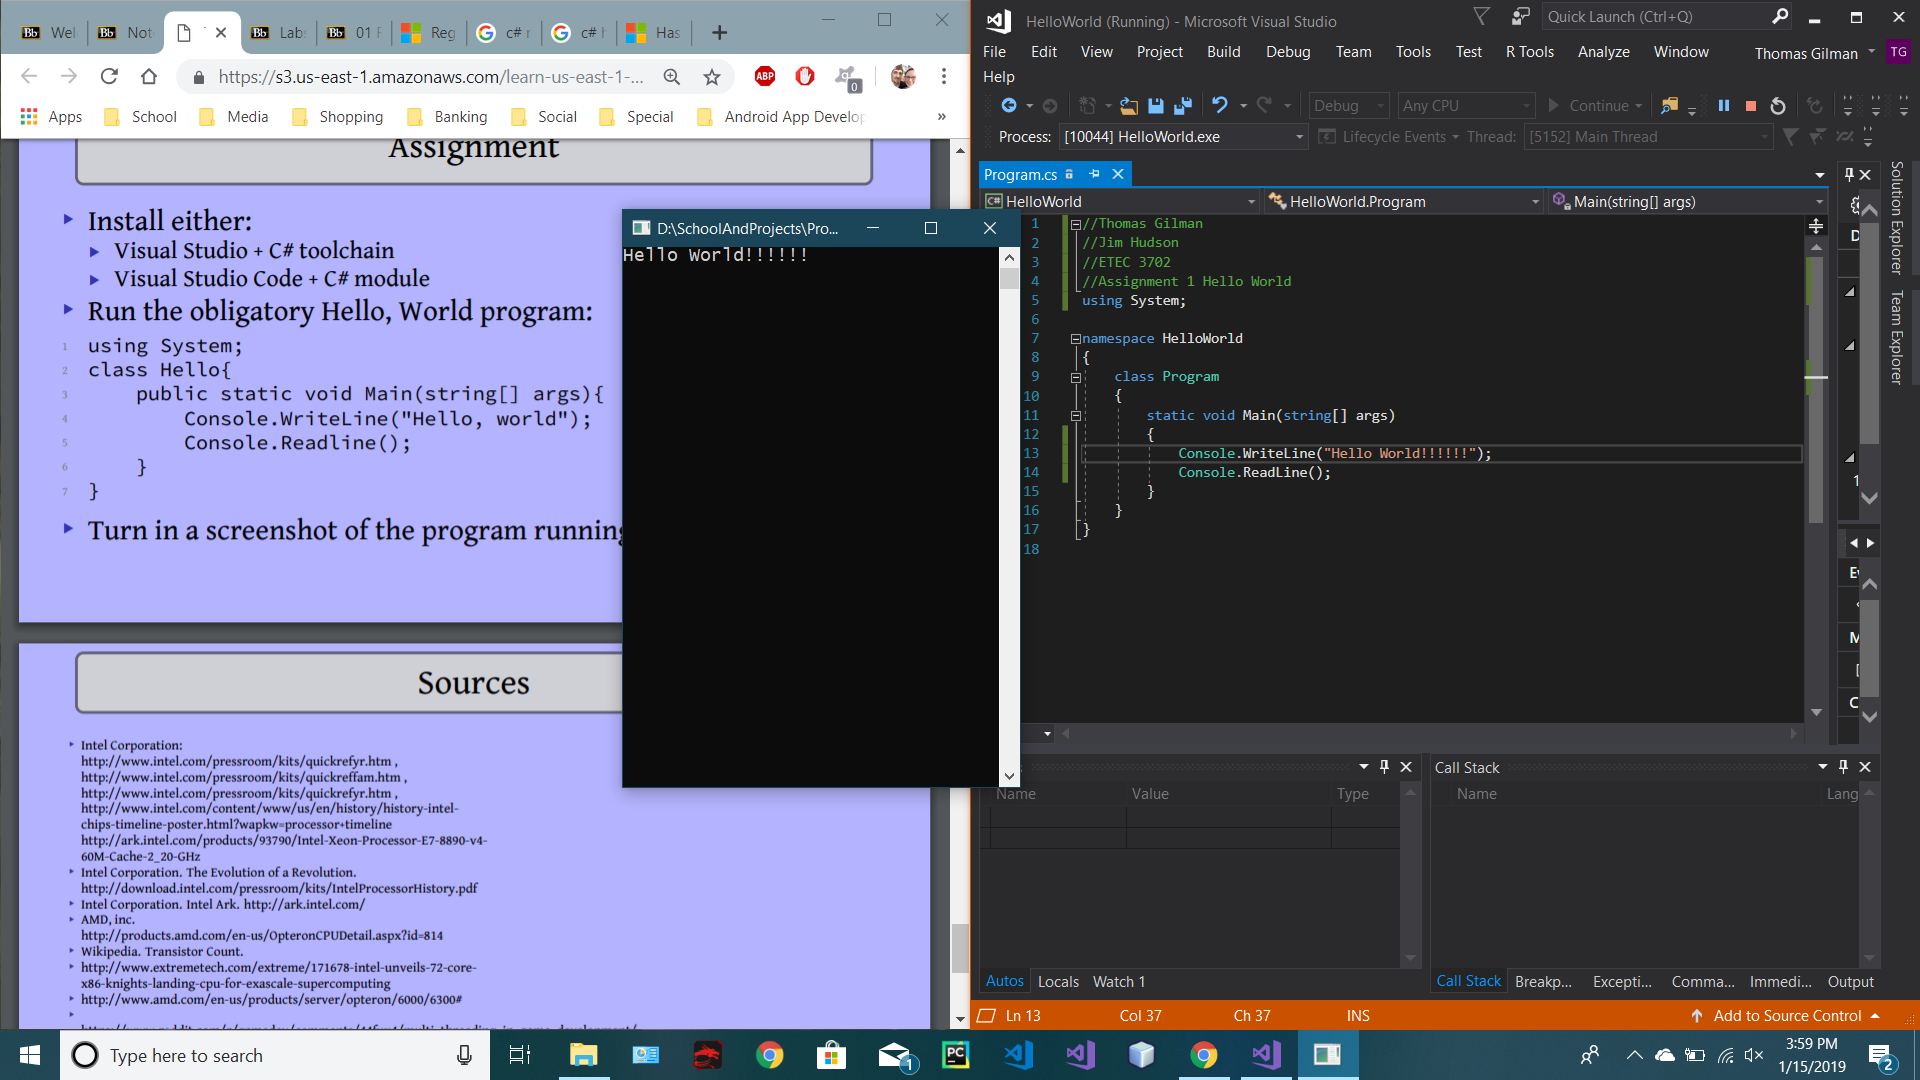 Wel
Not
Lab
01 F
Reg
c# r
c# h
Has
https://s3.us-east-1.amazonaws.com/learn-us-east-1-...
ABP
0
Apps
School
Media
Shopping
Banking
Social
Special
Android App Develo
»
Assignment
Install either:
Visual Studio + C# toolchain
Visual Studio Code + C# module
Run the obligatory Hello, World program:
1 using System;
2 class Hello{
3 public static void Main(string[] args){
4 Console.WriteLine("Hello, world");
5 Console.Readline();
6 }
7 }
Turn in a screenshot of the program running
Sources
Intel Corporation:
http://www.intel.com/pressroom/kits/quickrefyr.htm ,
http://www.intel.com/pressroom/kits/quickreffam.htm ,
http://www.intel.com/pressroom/kits/quickrefyr.htm ,
http://www.intel.com/content/www/us/en/history/history-intel-
chips-timeline-poster.html?wapkw=processor+timeline
http://ark.intel.com/products/93790/Intel-Xeon-Processor-E7-8890-v4-
60M-Cache-2_20-GHz
Intel Corporation. The Evolution of a Revolution.
http://download.intel.com/pressroom/kits/IntelProcessorHistory.pdf
Intel Corporation. Intel Ark. http://ark.intel.com/
AMD, inc.
http://products.amd.com/en-us/OpteronCPUDetail.aspx?id=814
Wikipedia. Transistor Count.
http://www.extremetech.com/extreme/171678-intel-unveils-72-core-
x86-knights-landing-cpu-for-exascale-supercomputing
http://www.amd.com/en-us/products/server/opteron/6000/6300#
D:\SchoolAndProjects\Pro...
Hello World!!!!!!
HelloWorld (Running) - Microsoft Visual Studio
Quick Launch (Ctrl+Q)
File Edit View Project Build Debug Team Tools Test R Tools Analyze Window
Thomas Gilman
TG
Help
Debug
Any CPU
Continue
Process: [10044] HelloWorld.exe
Lifecycle Events
Thread: [5152] Main Thread
Program.cs
C# HelloWorld
HelloWorld.Program
Main(string[] args)
1 //Thomas Gilman
2 //Jim Hudson
3 //ETEC 3702
4 //Assignment 1 Hello World
5 using System;
6
7 namespace HelloWorld
8 {
9 class Program
10 {
11 static void Main(string[] args)
12 {
13 Console.WriteLine("Hello World!!!!!!");
14 Console.ReadLine();
15 }
16 }
17 }
18
Solution Explorer
Team Explorer
Name Value Type
Autos Locals Watch 1
Call Stack
Name Lang
Call Stack Breakp... Excepti... Comma... Immedi... Output
Ln 13
Col 37
Ch 37
INS
Add to Source Control
Type here to search
1
PC
3:59 PM
1/15/2019
2